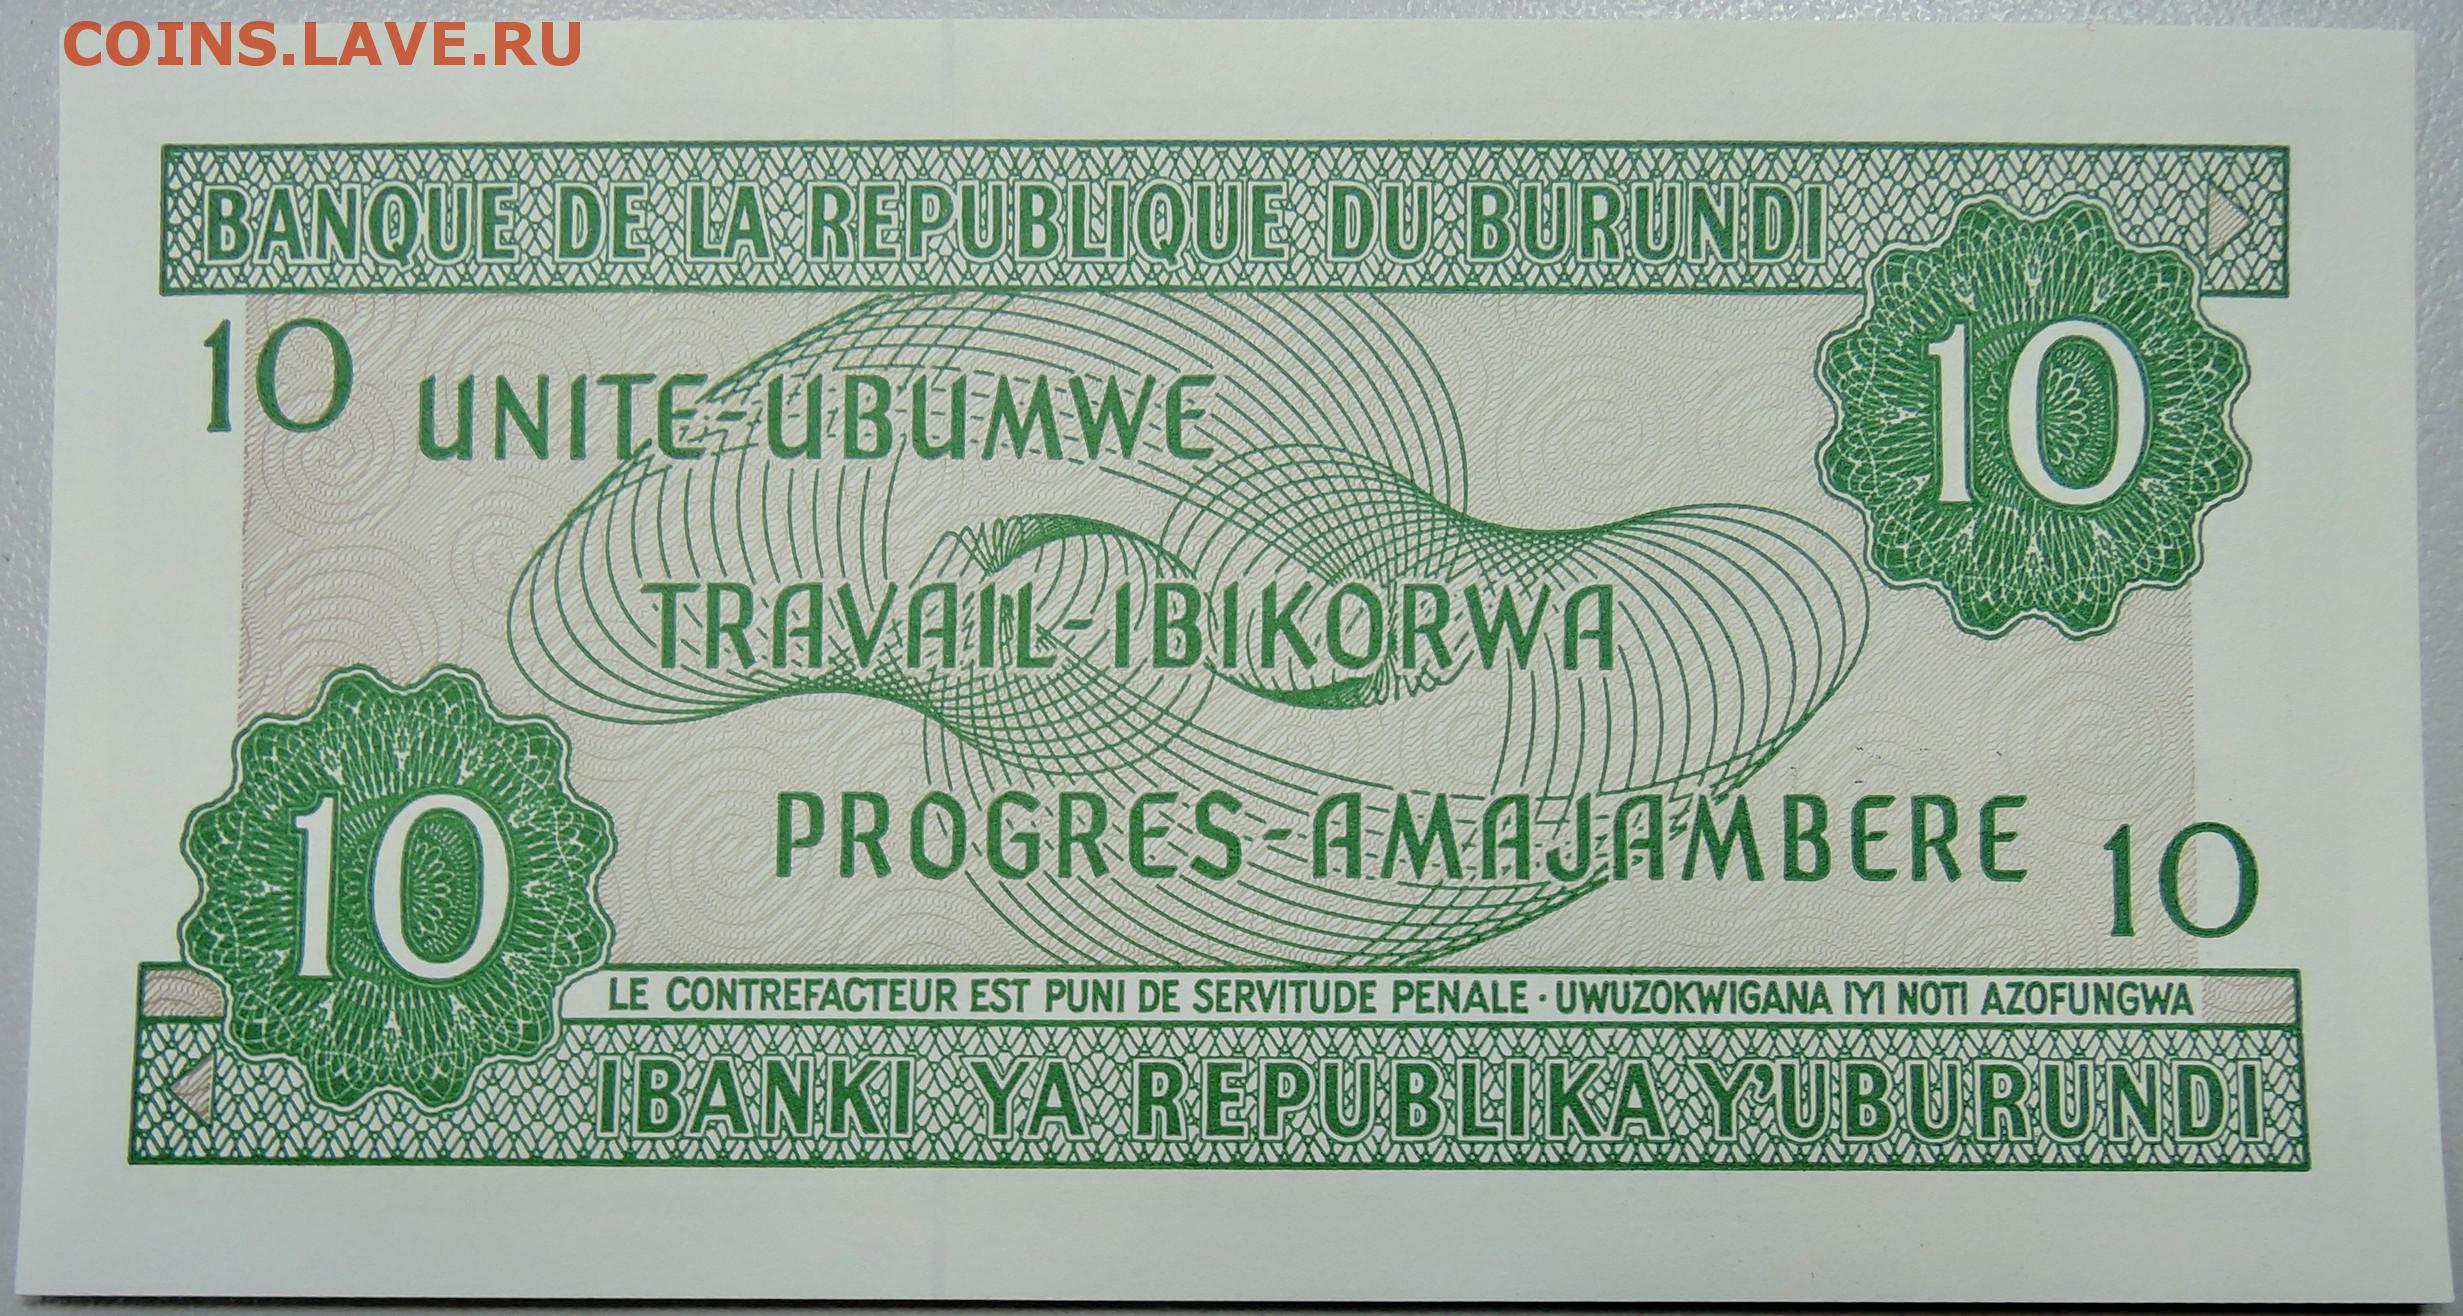 COINS.LAVE.RU
BANQUE DE LA REPUBLIQUE DU BURUNDI
10
10
UNITE-UBUMWE
TRAVAIL-IBIKORWA
PROGRES-AMAJAMBERE
10
10
LE CONTREFACTEUR EST PUNI DE SERVITUDE PENALE · UWUZOKWIGANA IYI NOTI AZOFUNGWA
IBANKI YA REPUBLIKA Y'UBURUNDI